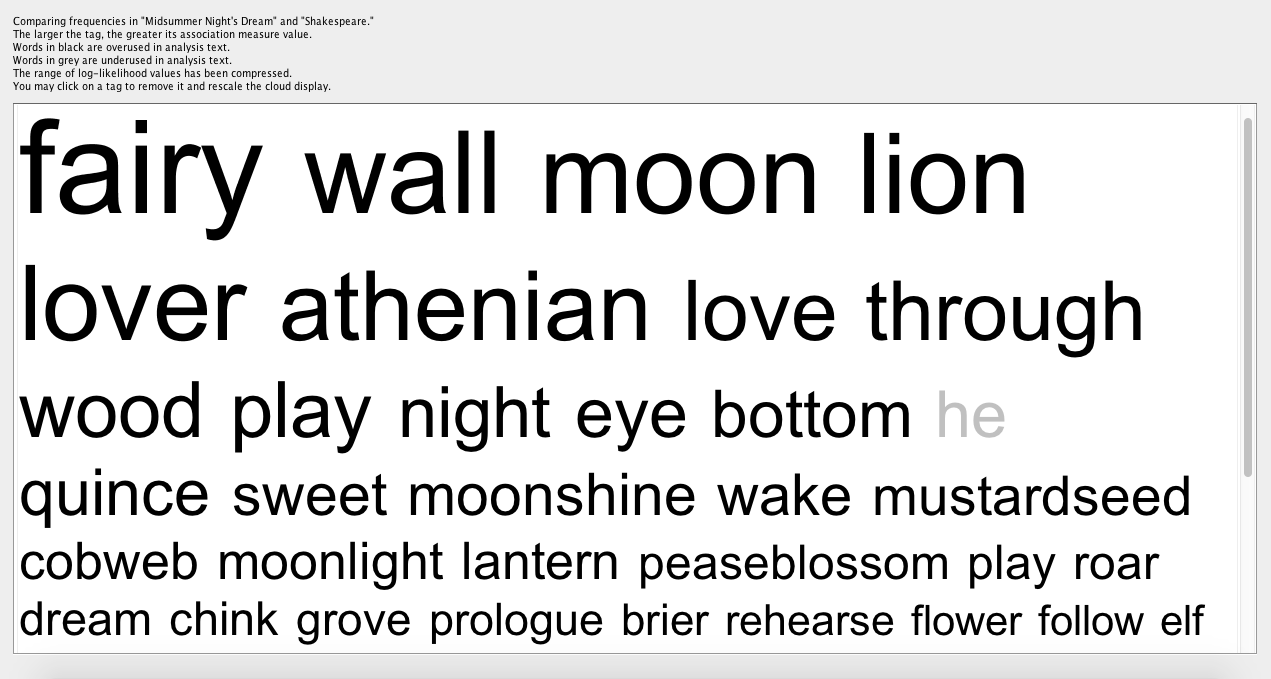 Comparing frequencies in "Midsummer Night's Dream" and "Shakespeare."
The larger the tag, the greater its association measure value.
Words in black are overused in analysis text.
Words in grey are underused in analysis text.
The range of log-likelihood values has been compressed.
You may click on a tag to remove it and rescale the cloud display.
fairy wall moon lion
lover athenian love through
wood play night eye bottom he
quince sweet moonshine wake mustardseed
cobweb moonlight lantern peaseblossom play roar
dream chink grove prologue brier rehearse flower follow elf